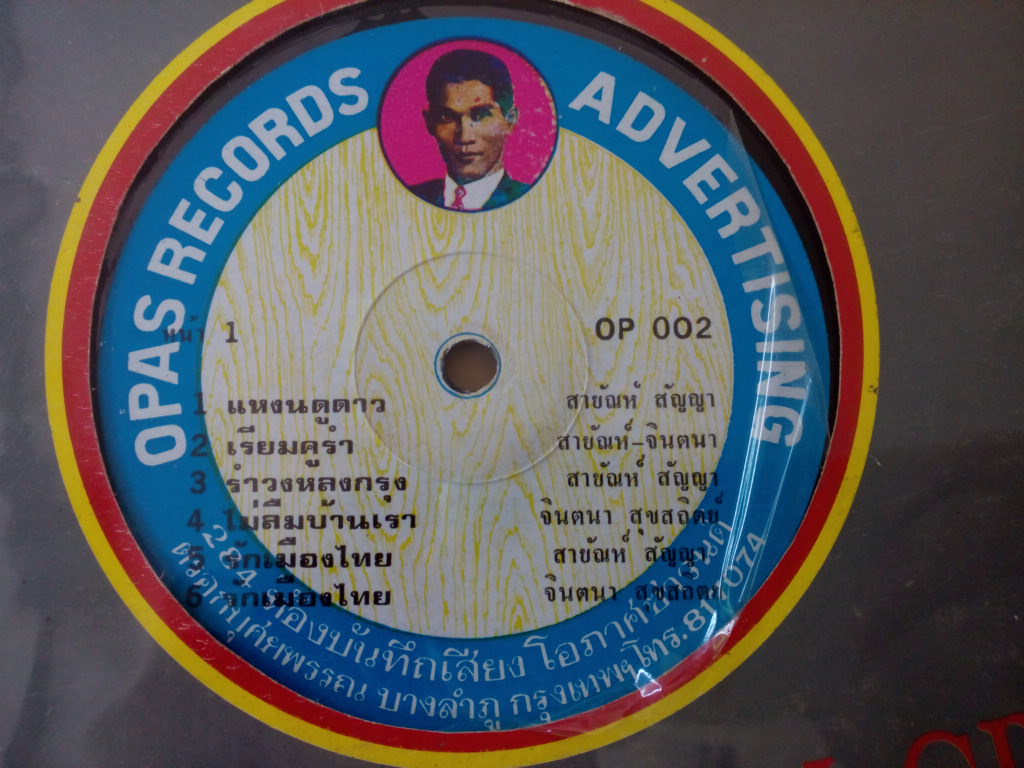 OPAS RECORDS ADVERTISING
หน้า 1
OP 002
1 แหงนดูดาว สายัณห์ สัญญา
2 เรียมคูรำ สายัณห์-จินตนา
3 รำวงหลงกรุง สายัณห์ สัญญา
4 ไม่ลืมบ้านเรา จินตนา สุขสถิตย์
5 รักเมืองไทย สายัณห์ สัญญา
6 รักเมืองไทย จินตนา สุขสถิตย์
ห้องบันทึกเสียง โอภาศ
บางลำภู กรุงเทพฯ โทร.